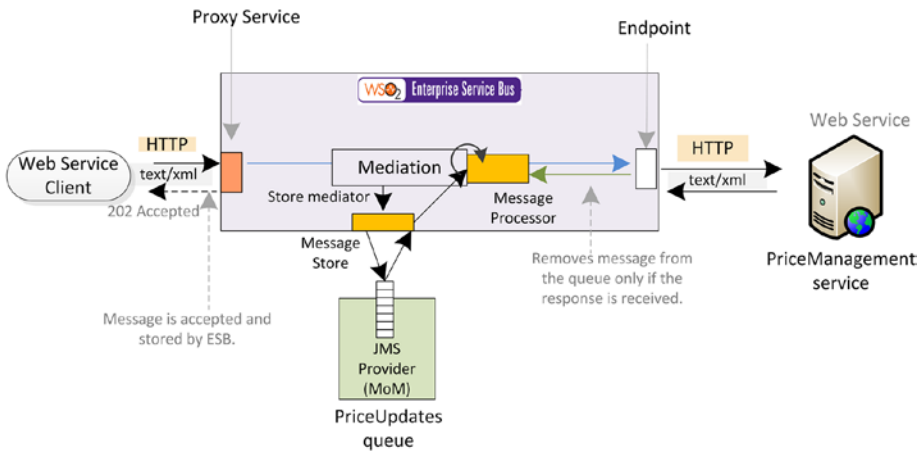 Proxy Service
Endpoint
WSO2 Enterprise Service Bus
Web Service
HTTP
HTTP
Web Service
Client
text/xml
Mediation
text/xml
202 Accepted
Store mediator
Message
Processor
Message
Store
Removes message from
the queue only if the
response is received.
PriceManagement
service
Message is accepted and
stored by ESB.
JMS
Provider
(MoM)
PriceUpdates
queue